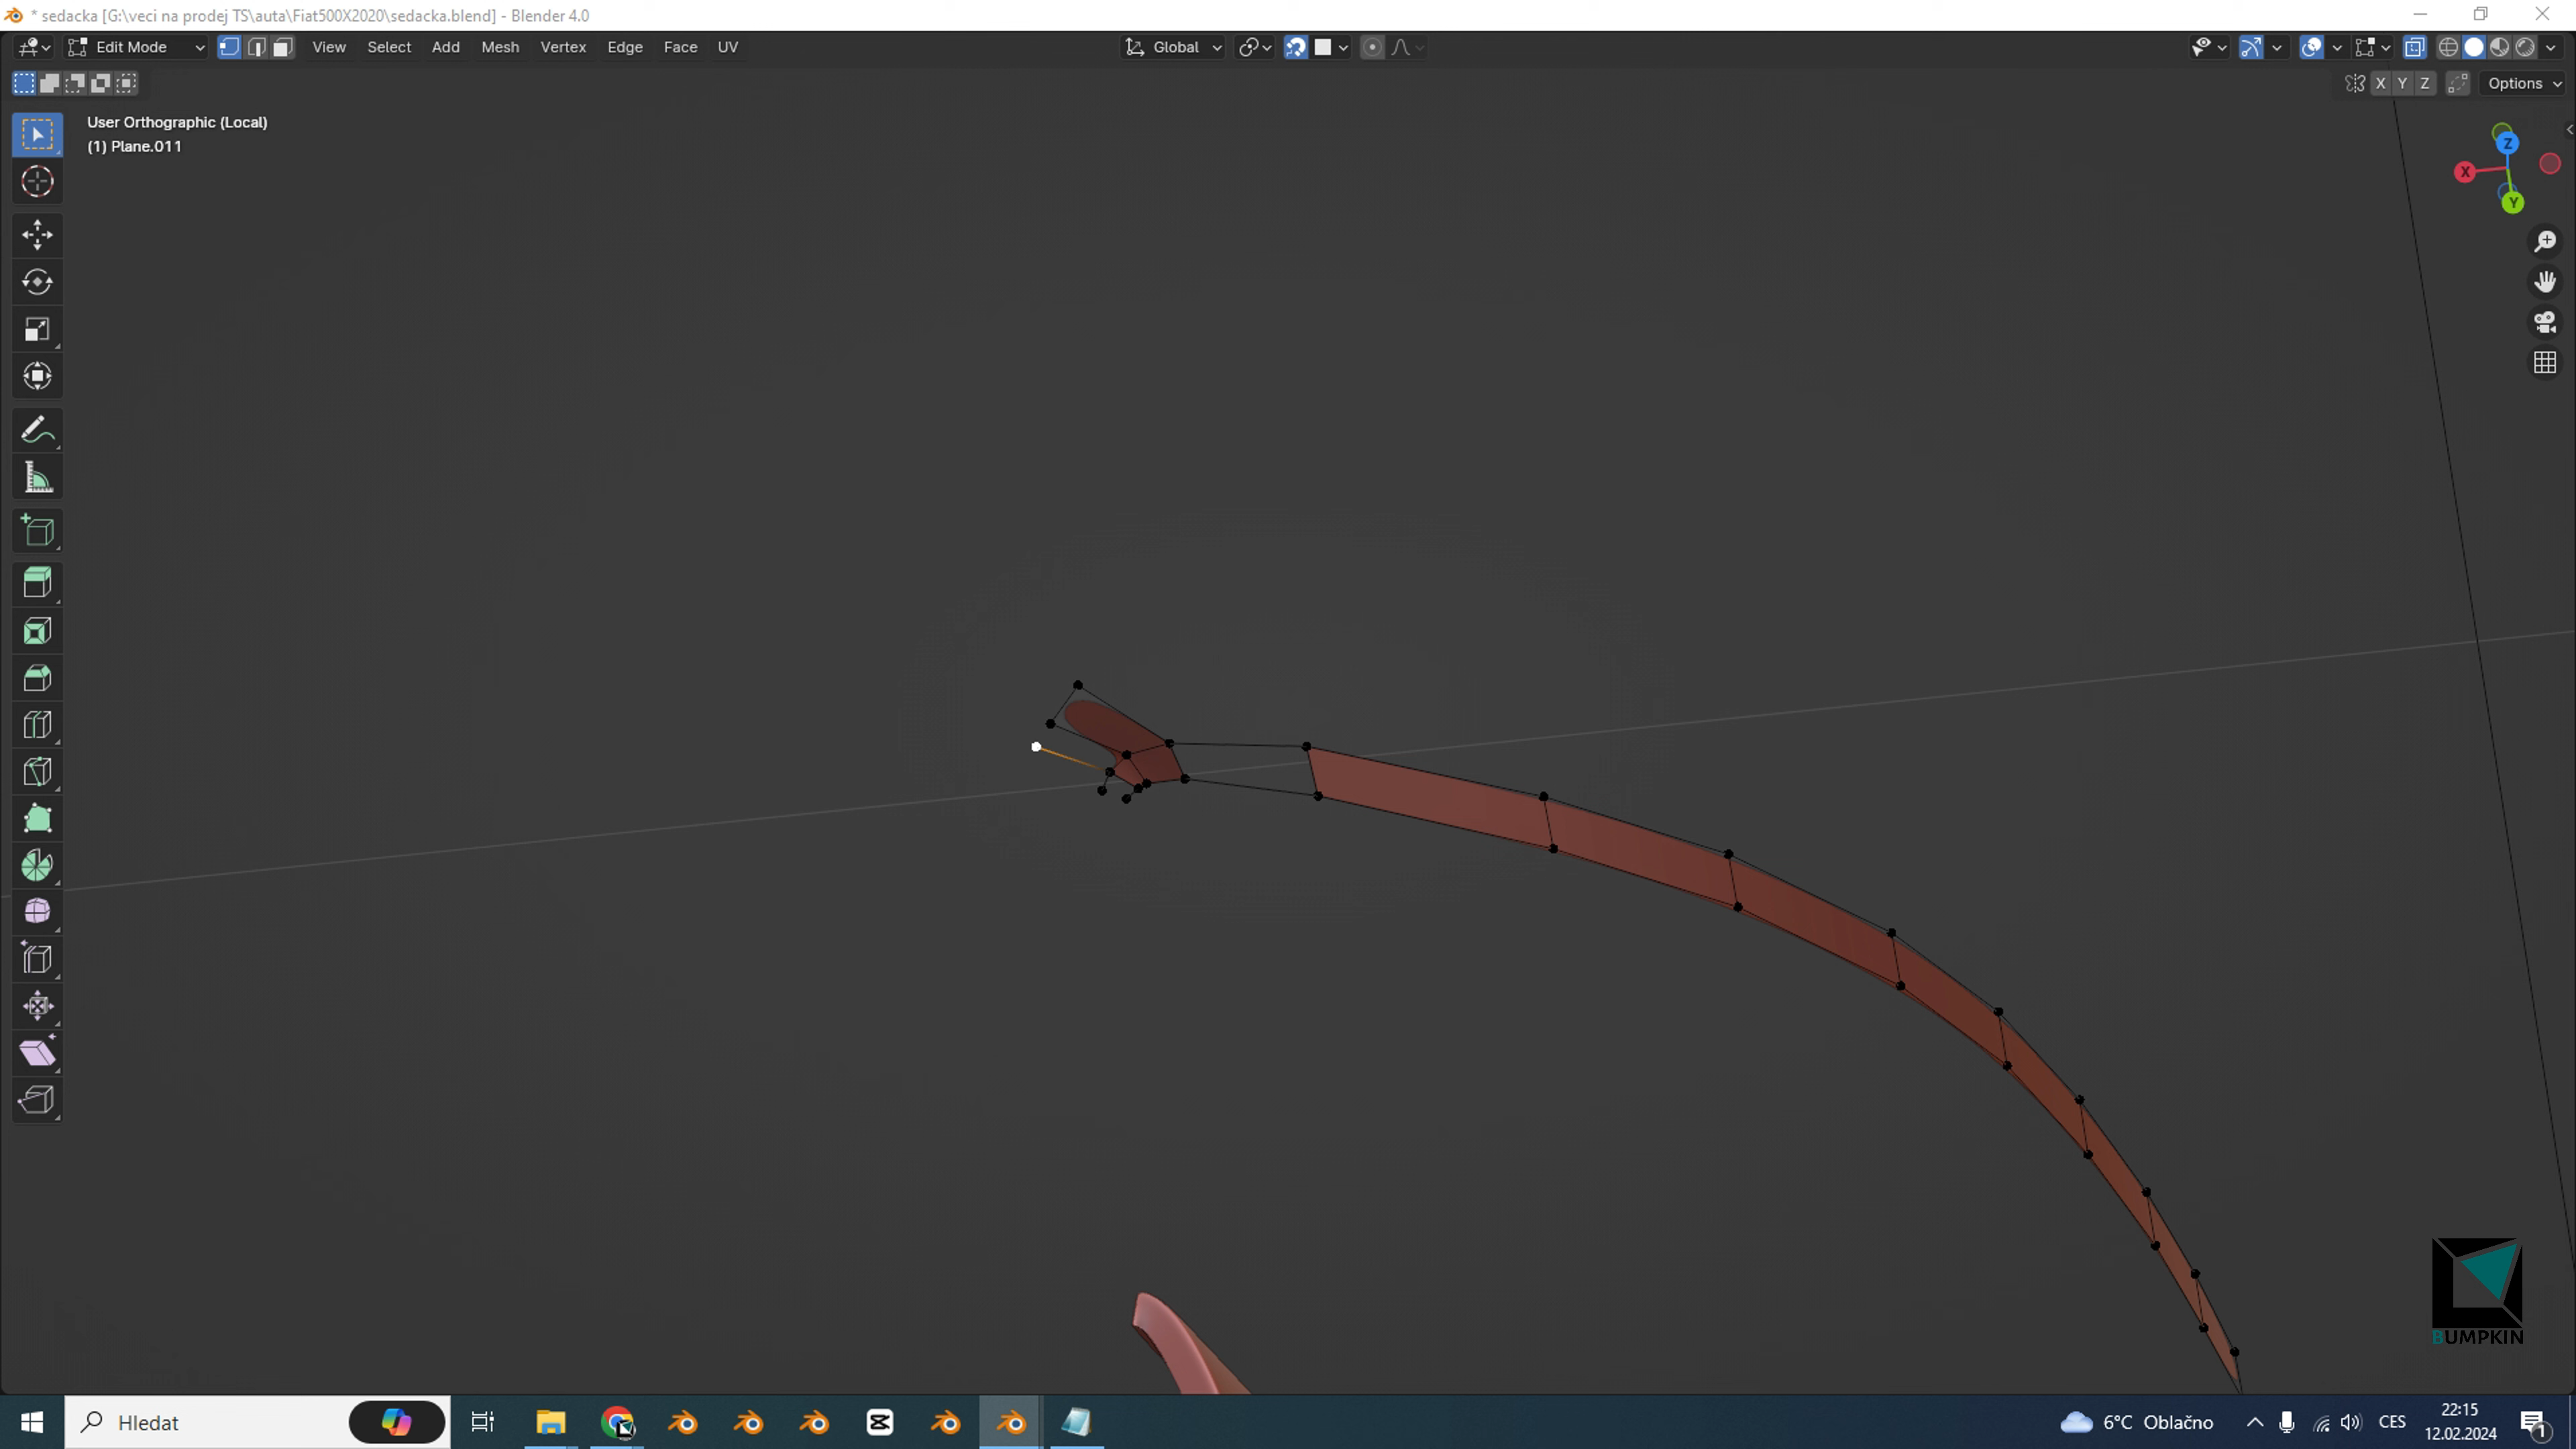 * sedacka [G:\veci na prodej TS\auta\Fiat500X2020\sedacka.blend] - Blender 4.0
Edit Mode View Select Add Mesh Vertex Edge Face UV Global
X Y Z Options
User Orthographic (Local)
(1) Plane.011
Z
X
Y
BUMPKIN
Hledat
6°C Oblačno CES
22:15
12.02.2024
1